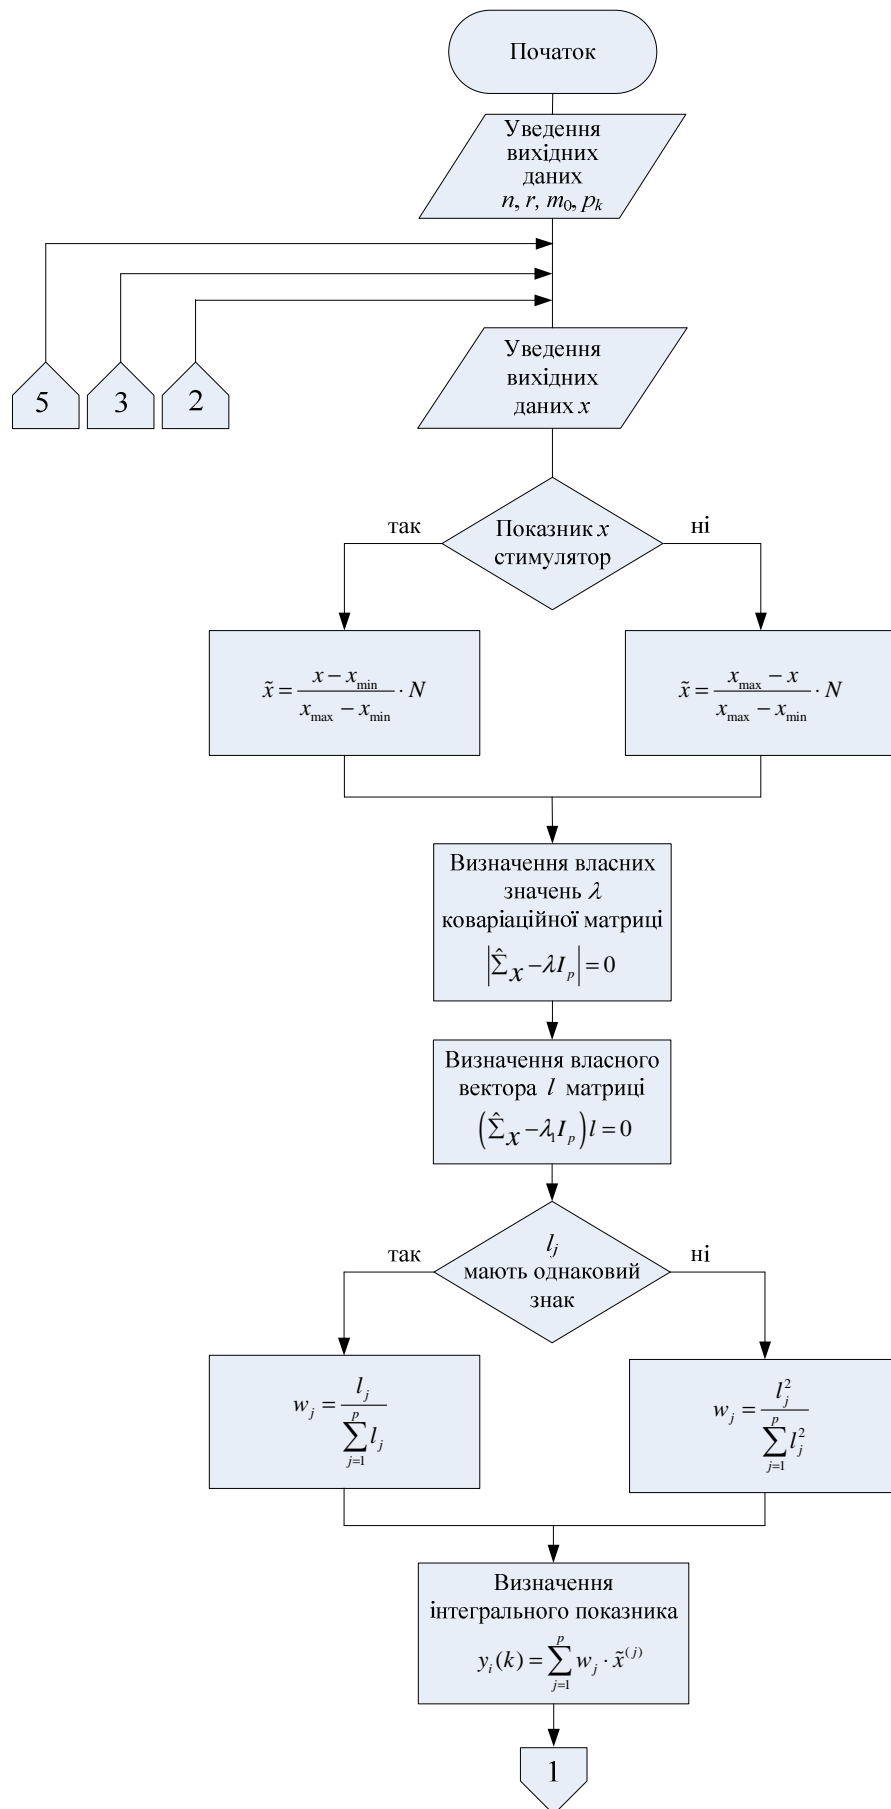 Початок
Уведення
вихідних
даних
n, r, m₀, pₖ
5
3
2
Уведення
вихідних
даних x
так
Показник x
стимулятор
ні
x̃ = (x − x_min)/(x_max − x_min) · N
x̃ = (x_max − x)/(x_max − x_min) · N
Визначення власних
значень λ
коваріаційної матриці
|Σ̂_X − λI_p| = 0
Визначення власного
вектора l матриці
(Σ̂_X − λ₁I_p) l = 0
так
l_j
мають однаковий
знак
ні
w_j = l_j / ∑_{j=1}^{p} l_j
w_j = l_j² / ∑_{j=1}^{p} l_j²
Визначення
інтегрального показника
y_i(k) = ∑_{j=1}^{p} w_j · x̃^{(j)}
1